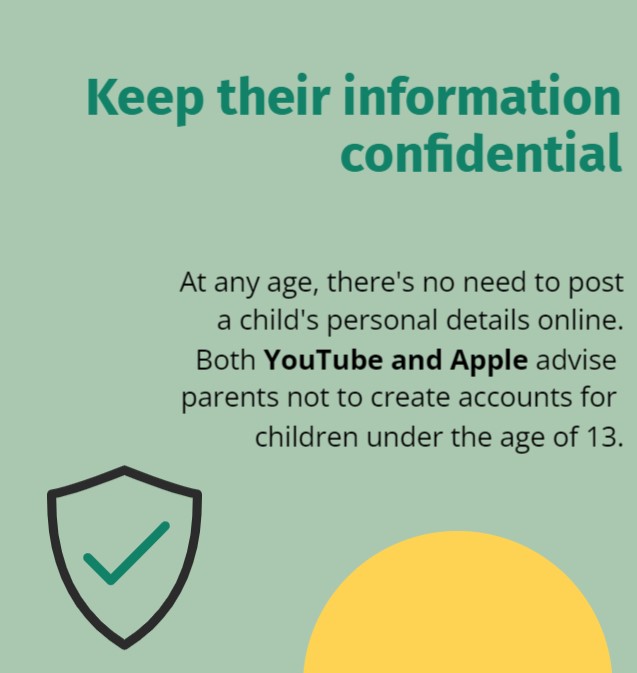 Keep their information
confidential
At any age, there's no need to post
a child's personal details online.
Both YouTube and Apple advise
parents not to create accounts for
children under the age of 13.